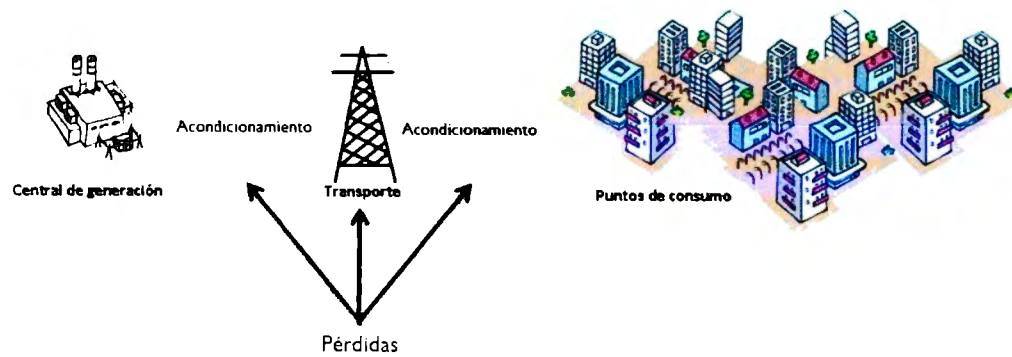 Acondicionamiento
Acondicionamiento
Central de generación
Transporte
Puntos de consumo
Pérdidas